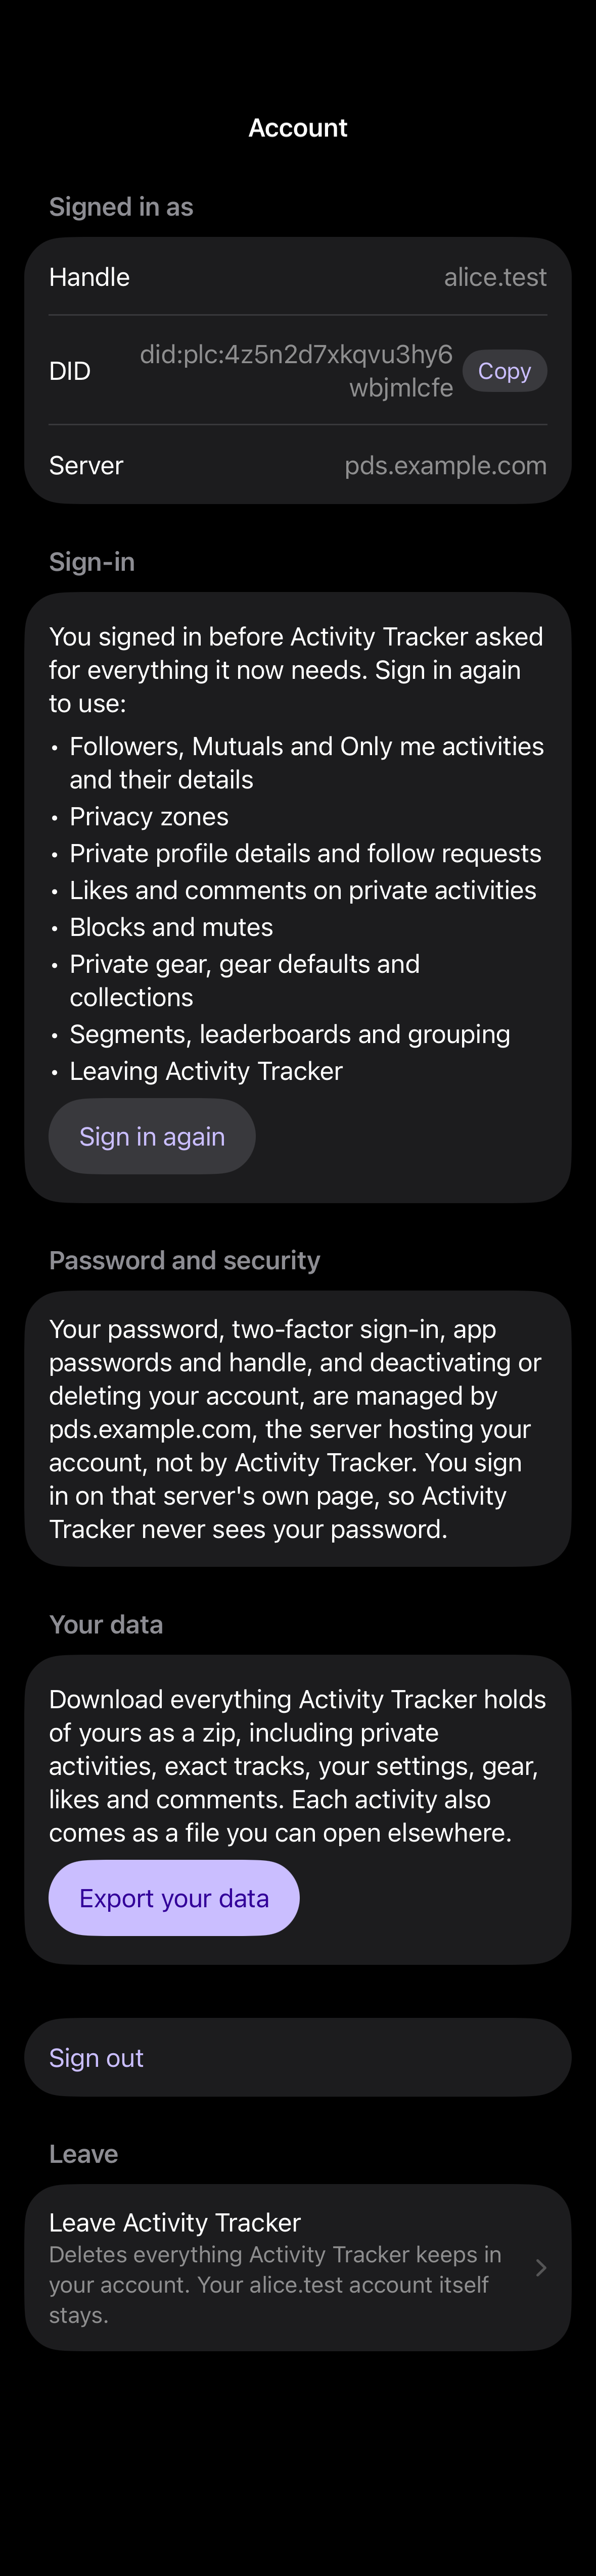 Account
Signed in as
Handle alice.test
DID did:plc:4z5n2d7xkqvu3hy6
wbjmlcfe Copy
Server pds.example.com
Sign-in
You signed in before Activity Tracker asked
for everything it now needs. Sign in again
to use:
• Followers, Mutuals and Only me activities
and their details
• Privacy zones
• Private profile details and follow requests
• Likes and comments on private activities
• Blocks and mutes
• Private gear, gear defaults and
collections
• Segments, leaderboards and grouping
• Leaving Activity Tracker
Sign in again
Password and security
Your password, two-factor sign-in, app
passwords and handle, and deactivating or
deleting your account, are managed by
pds.example.com, the server hosting your
account, not by Activity Tracker. You sign
in on that server's own page, so Activity
Tracker never sees your password.
Your data
Download everything Activity Tracker holds
of yours as a zip, including private
activities, exact tracks, your settings, gear,
likes and comments. Each activity also
comes as a file you can open elsewhere.
Export your data
Sign out
Leave
Leave Activity Tracker
Deletes everything Activity Tracker keeps in
your account. Your alice.test account itself
stays.